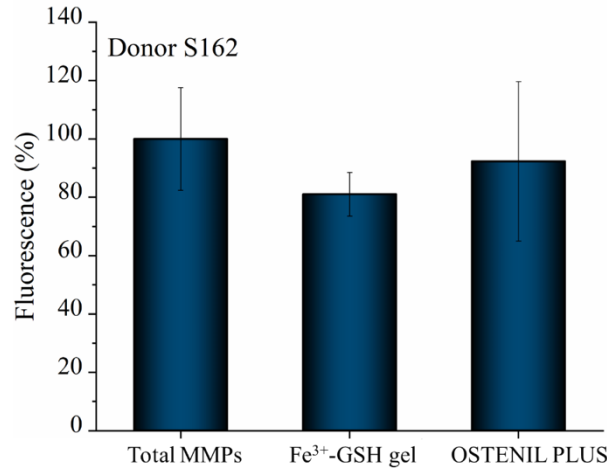 140
Donor S162
120
100
80
60
40
20
0
Fluorescence (%)
Total MMPs
Fe³⁺-GSH gel
OSTENIL PLUS